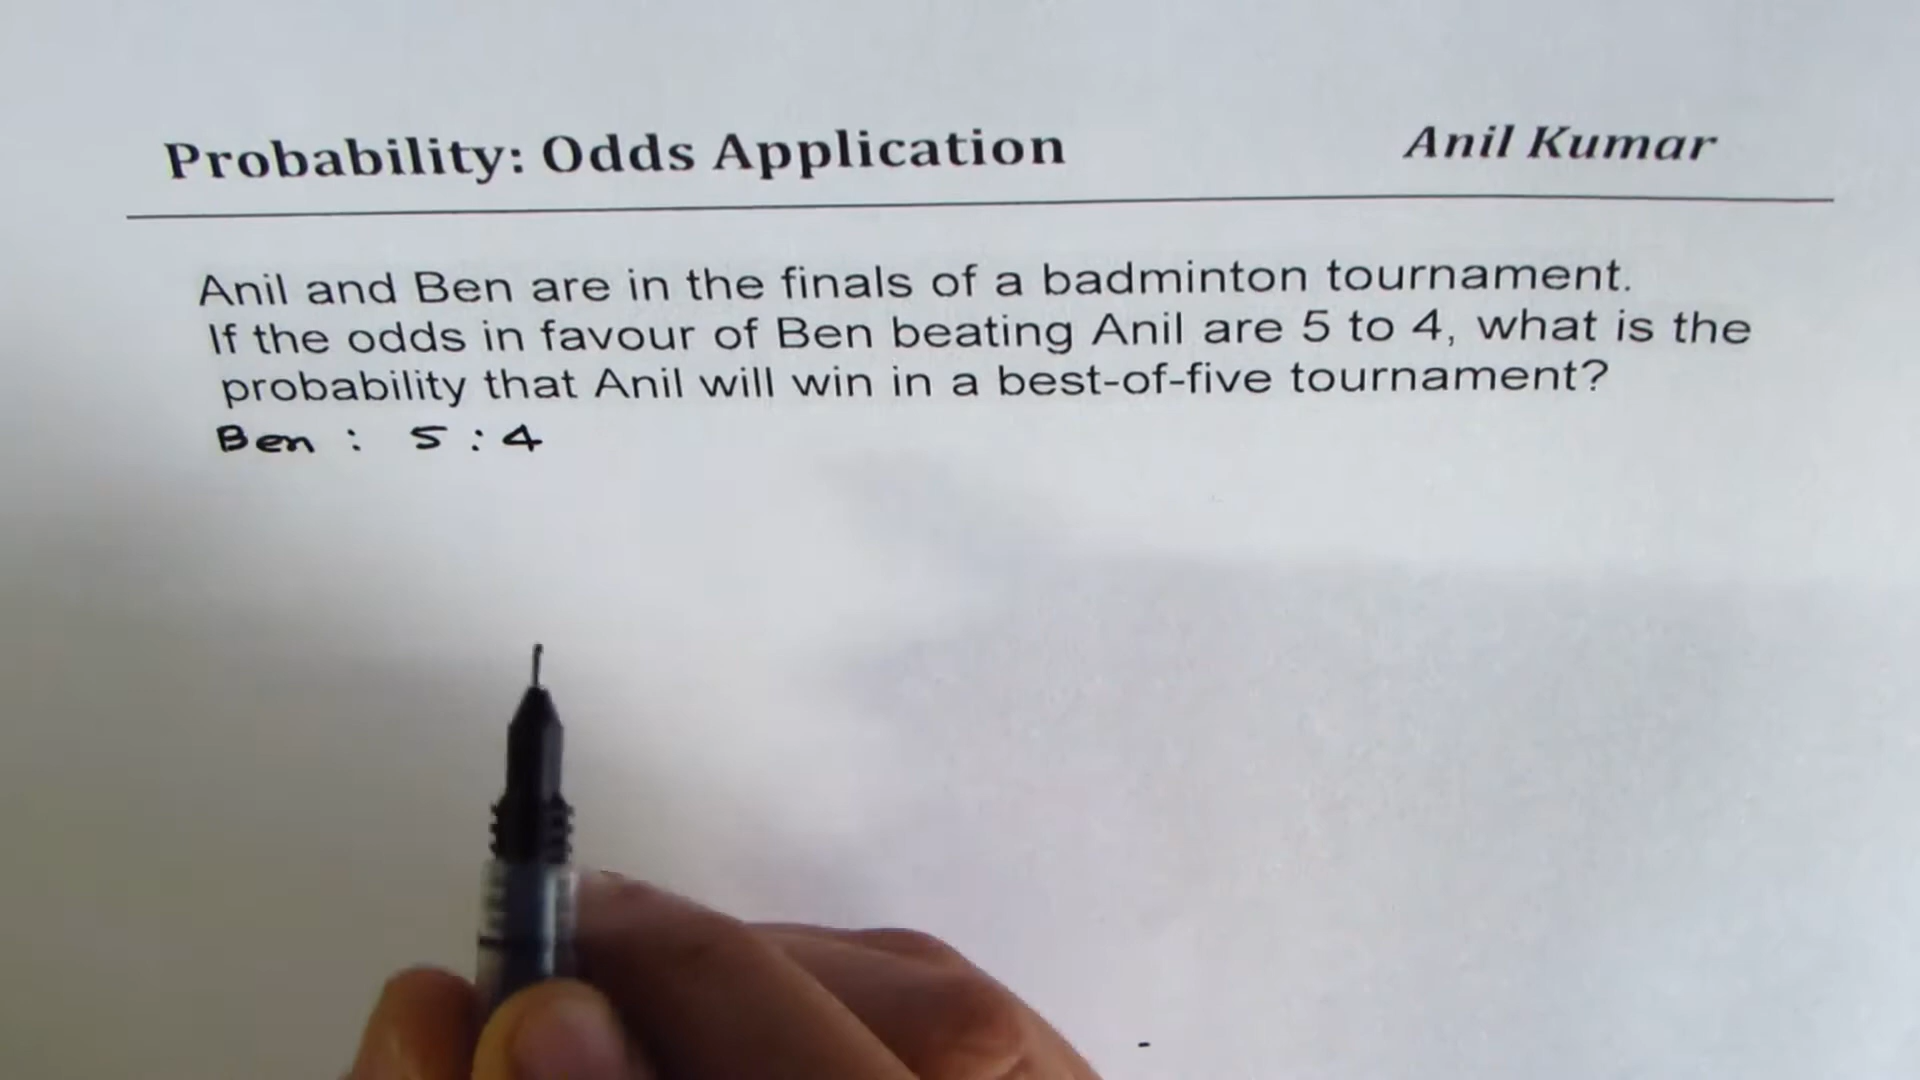 Probability: Odds Application Anil Kumar
Anil and Ben are in the finals of a badminton tournament.
If the odds in favour of Ben beating Anil are 5 to 4, what is the
probability that Anil will win in a best-of-five tournament?
Ben : 5 : 4